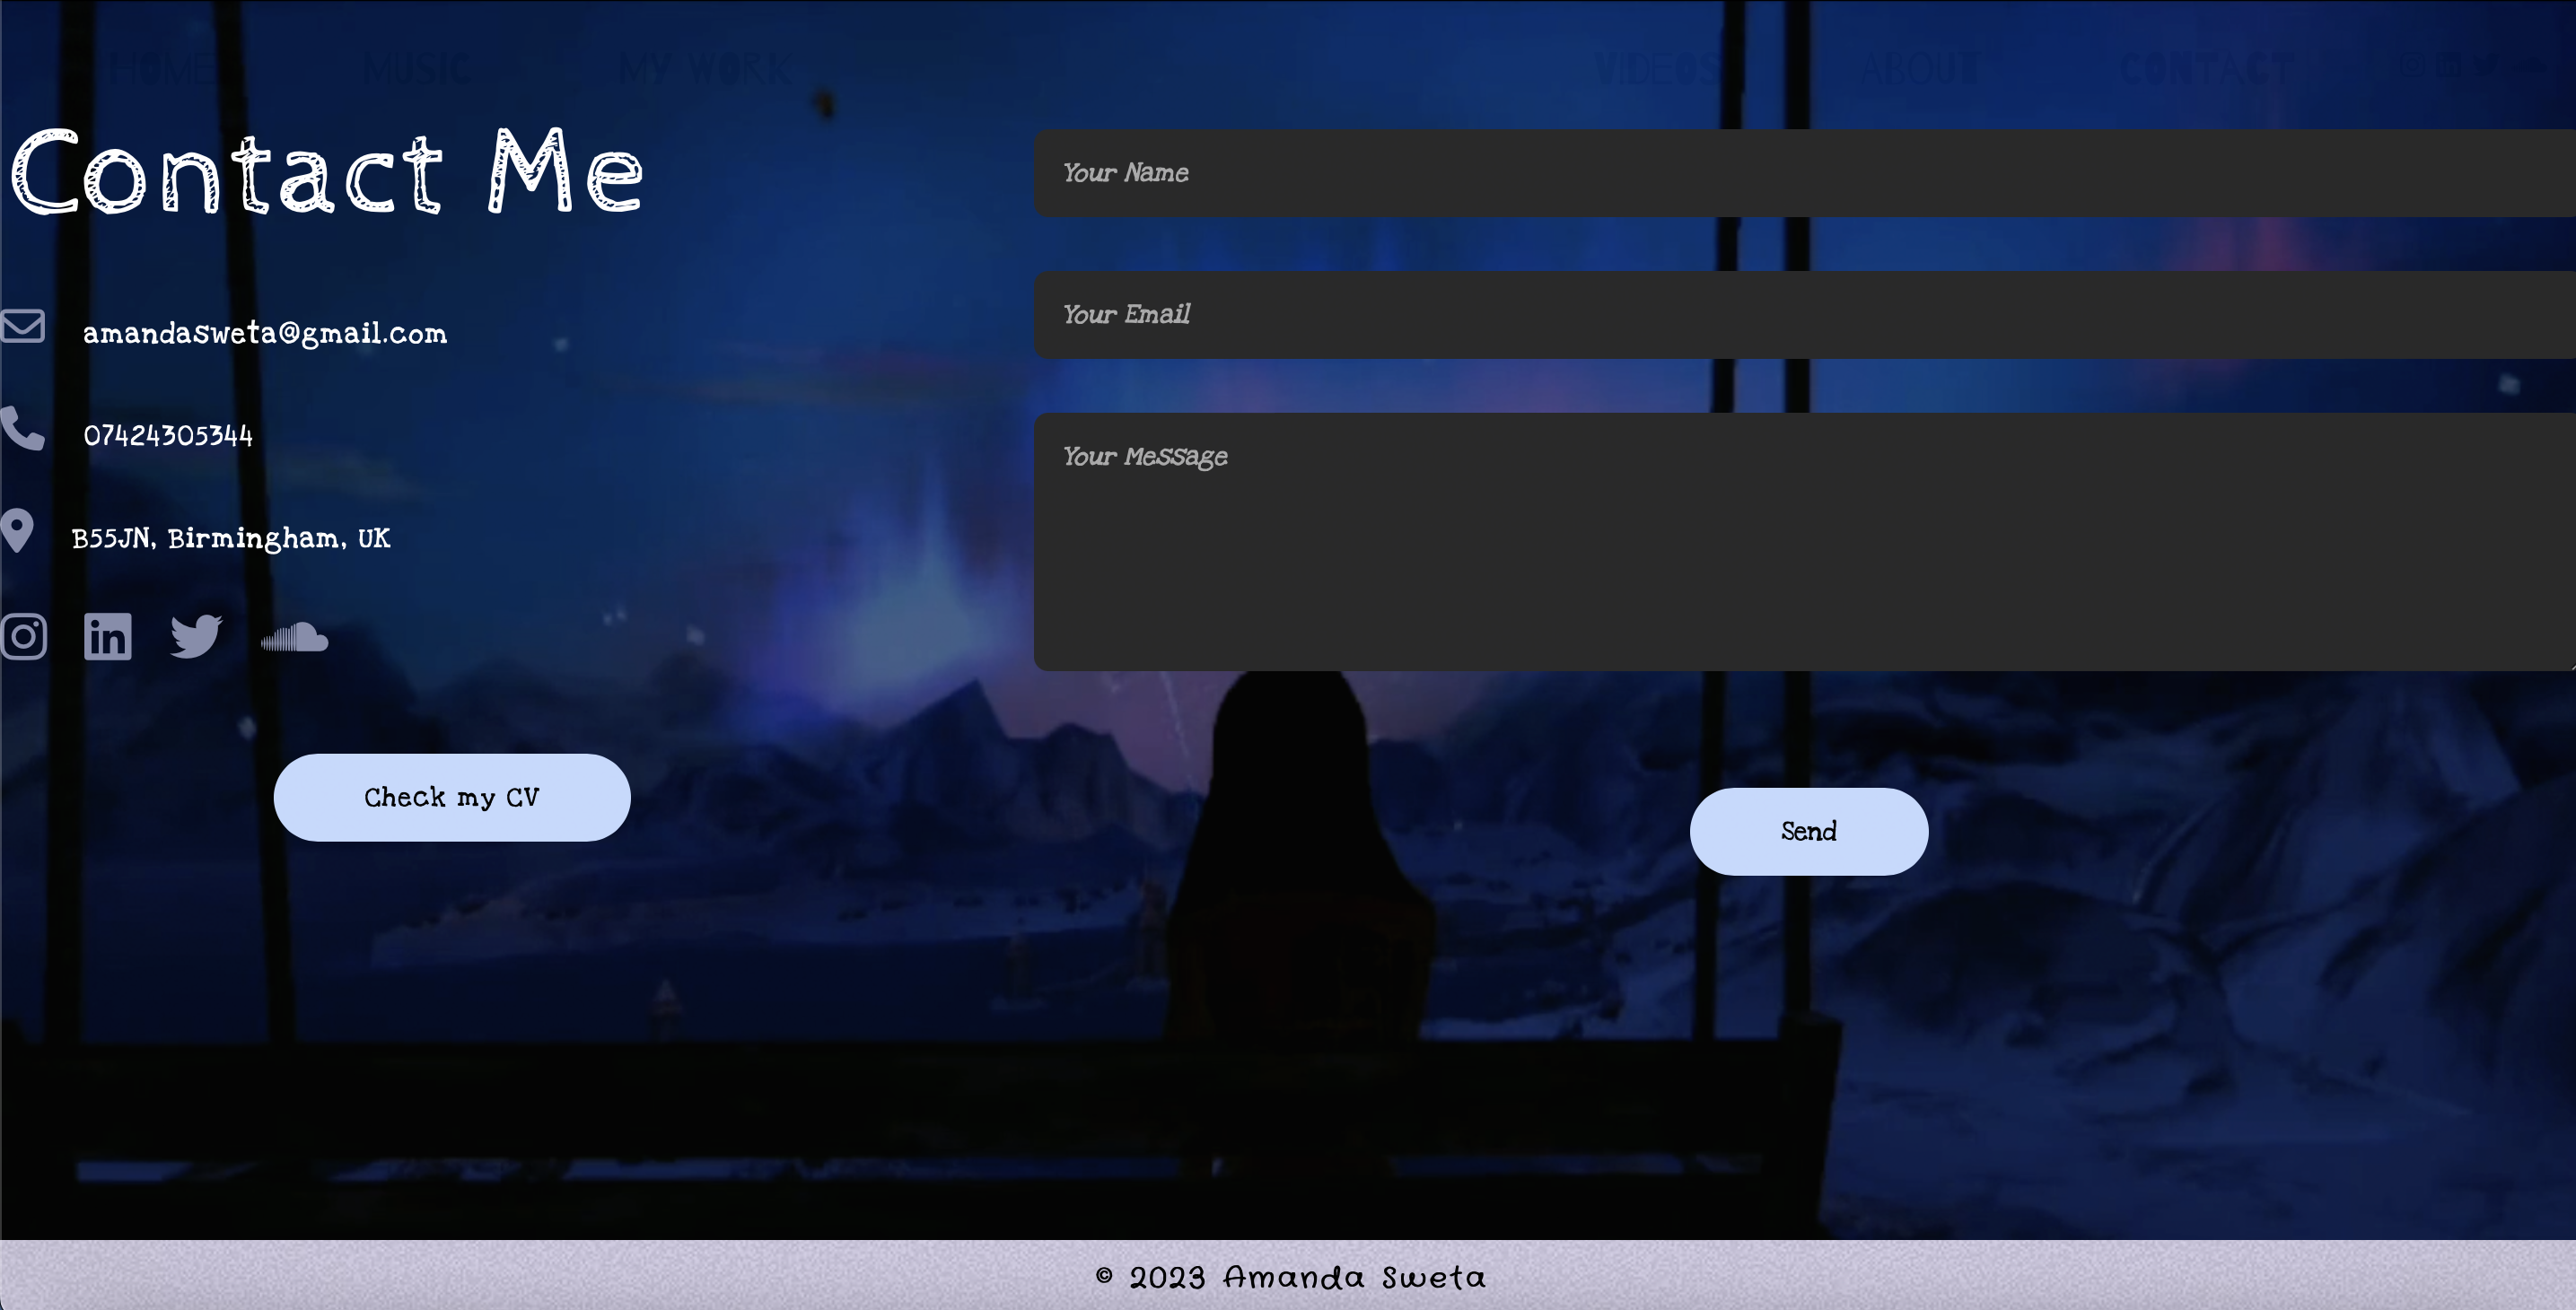 HOME MUSIC MY WORK VIDEOS ABOUT CONTACT
Contact Me
amandasweta@gmail.com
07424305344
B55JN, Birmingham, UK
in
Check my CV
Your Name
Your Email
Your Message
Send
© 2023 Amanda Sweta